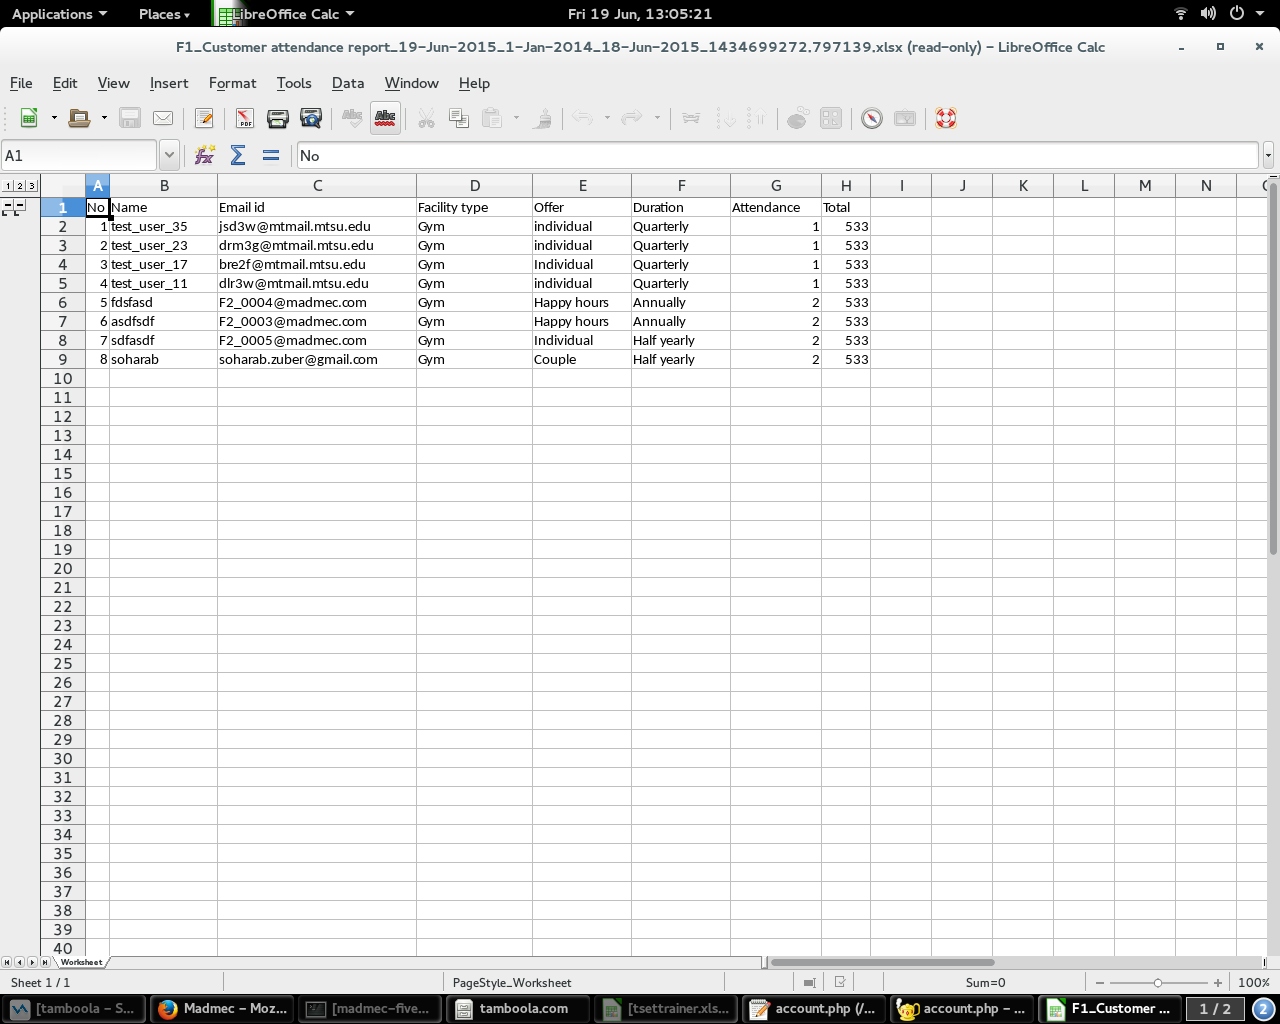 Applications Places LibreOffice Calc Fri 19 Jun, 13:05:21
F1_Customer attendance report_19-Jun-2015_1-Jan-2014_18-Jun-2015_1434699272.797139.xlsx (read-only) - LibreOffice Calc
File Edit View Insert Format Tools Data Window Help
A1 No
1 2 3 A B C D E F G H I J K L M N
1 No Name Email id Facility type Offer Duration Attendance Total
2 1 test_user_35 jsd3w@mtmail.mtsu.edu Gym individual Quarterly 1 533
3 2 test_user_23 drm3g@mtmail.mtsu.edu Gym individual Quarterly 1 533
4 3 test_user_17 bre2f@mtmail.mtsu.edu Gym Individual Quarterly 1 533
5 4 test_user_11 dlr3w@mtmail.mtsu.edu Gym individual Quarterly 1 533
6 5 fdsfasd F2_0004@madmec.com Gym Happy hours Annually 2 533
7 6 asdfsdf F2_0003@madmec.com Gym Happy hours Annually 2 533
8 7 sdfasdf F2_0005@madmec.com Gym Individual Half yearly 2 533
9 8 soharab soharab.zuber@gmail.com Gym Couple Half yearly 2 533
10
11
12
13
14
15
16
17
18
19
20
21
22
23
24
25
26
27
28
29
30
31
32
33
34
35
36
37
38
39
40
Worksheet
Sheet 1 / 1 PageStyle_Worksheet Sum=0 100%
[tamboola – S... Madmec – Moz... [madmec-five... tamboola.com [tsettrainer.xls... account.php (/... account.php – ... F1_Customer ... 1 / 2 2